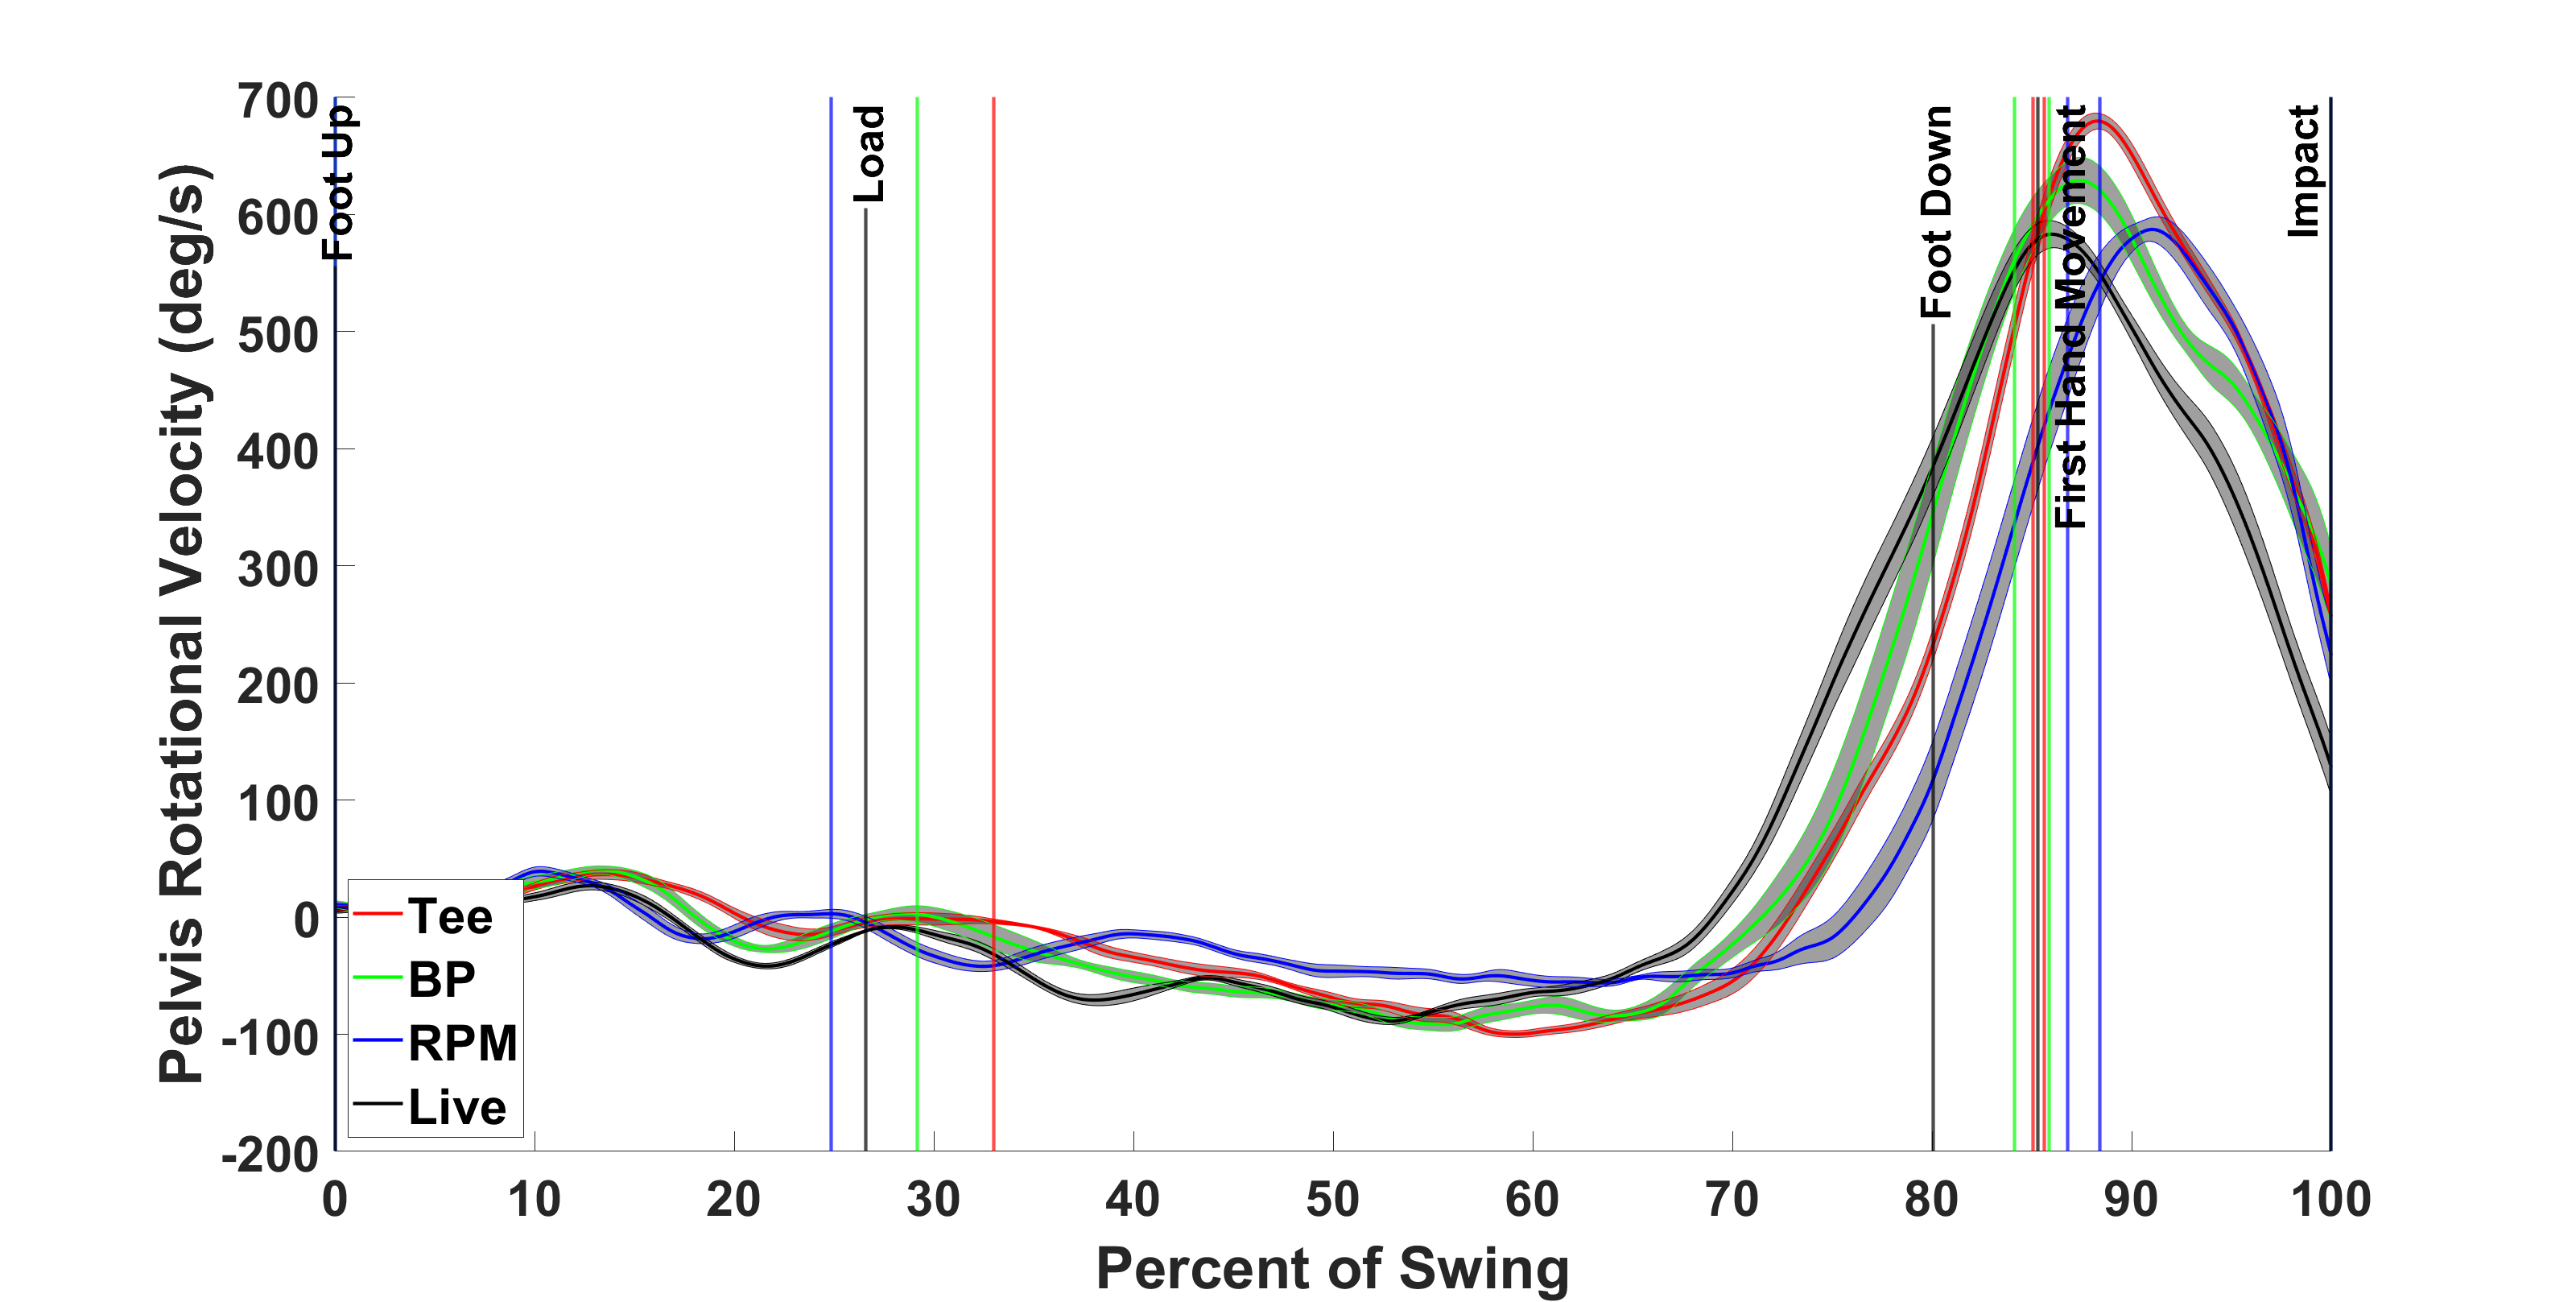 Pelvis Rotational Velocity (deg/s)
700
600
500
400
300
200
100
0
-100
-200
Foot Up
Load
Foot Down
First Hand Movement
Impact
Tee
BP
RPM
Live
0 10 20 30 40 50 60 70 80 90 100
Percent of Swing